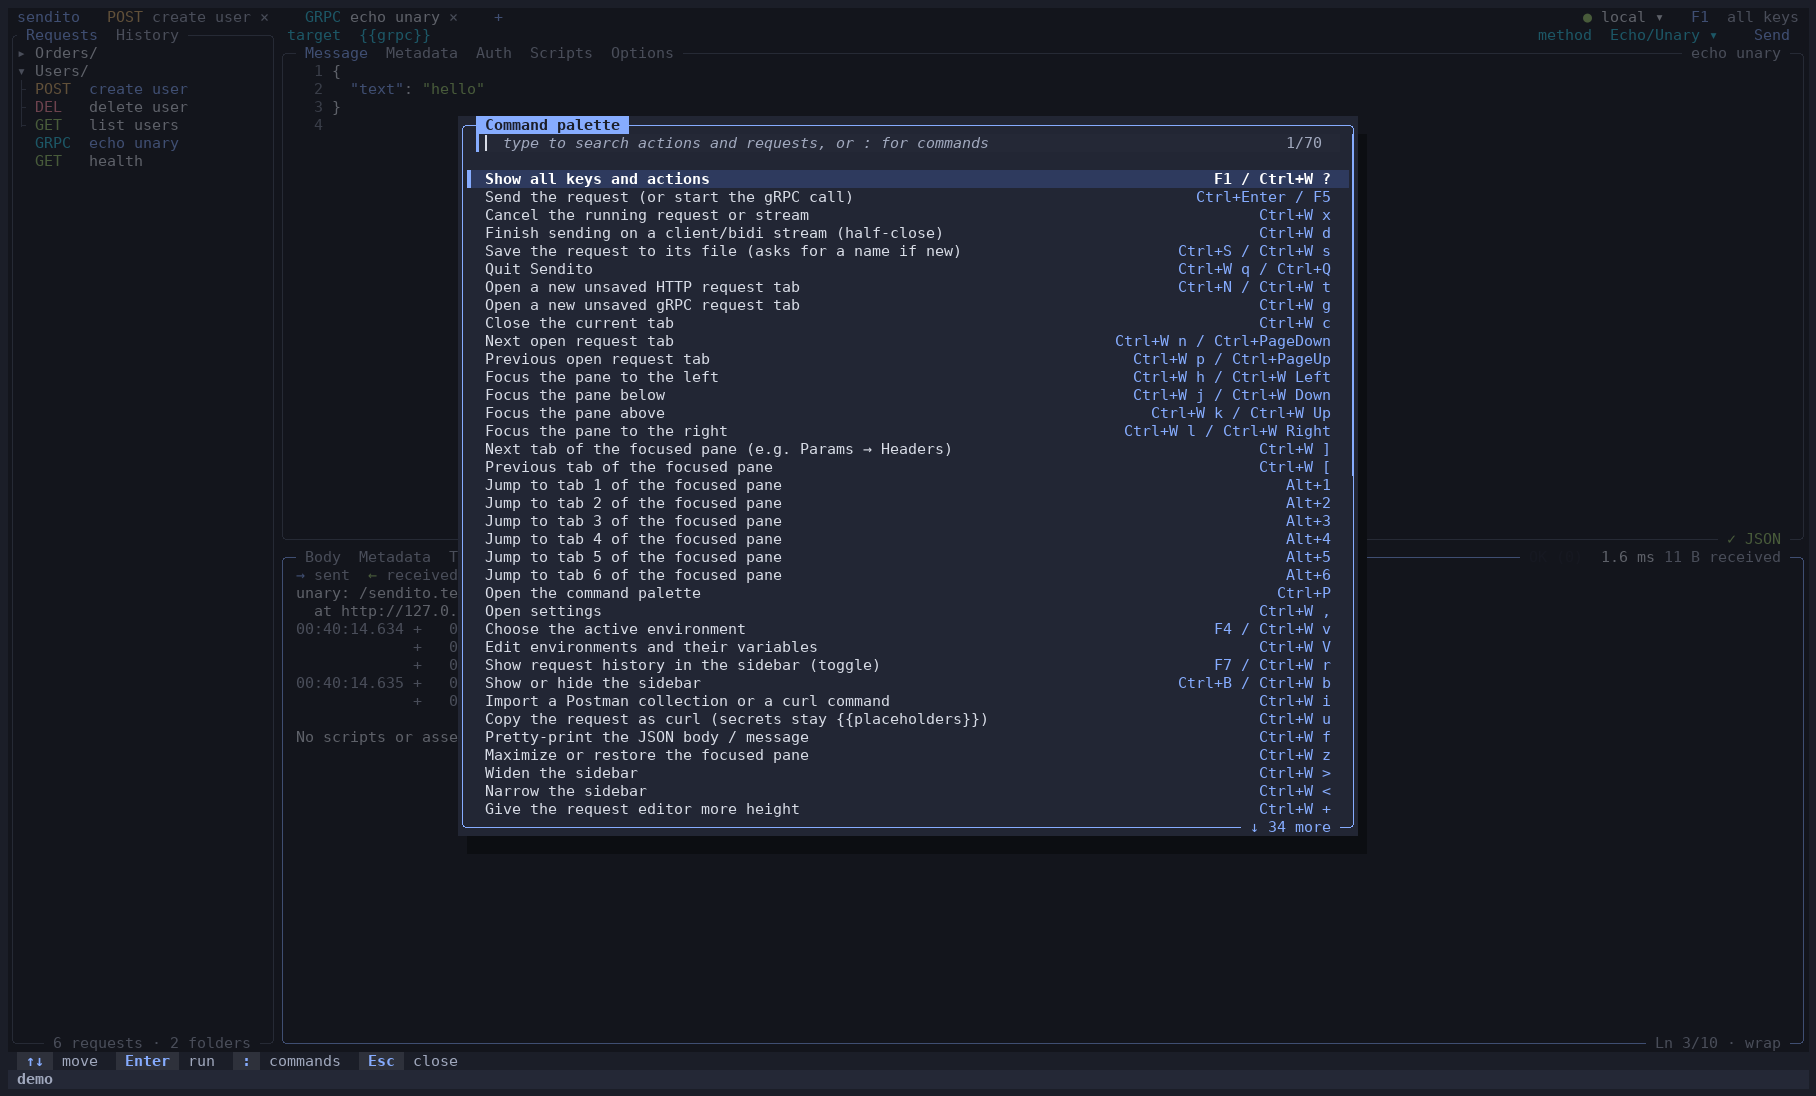 sendito POST create user × GRPC echo unary × + ● local ▾ F1 all keys
Requests History target {{grpc}} method Echo/Unary ▾ Send
▸ Orders/
▾ Users/
POST create user
DEL delete user
GET list users
GRPC echo unary
GET health
6 requests · 2 folders
Message Metadata Auth Scripts Options echo unary
1 {
2 "text": "hello"
3 }
4
✓ JSON
Body Metadata T 1.6 ms 11 B received
→ sent ← received
unary: /sendito.te
at http://127.0.
00:40:14.634 + 0
+ 0
+ 0
00:40:14.635 + 0
+ 0
No scripts or asse
Ln 3/10 · wrap
Command palette
type to search actions and requests, or : for commands 1/70
Show all keys and actions F1 / Ctrl+W ?
Send the request (or start the gRPC call) Ctrl+Enter / F5
Cancel the running request or stream Ctrl+W x
Finish sending on a client/bidi stream (half-close) Ctrl+W d
Save the request to its file (asks for a name if new) Ctrl+S / Ctrl+W s
Quit Sendito Ctrl+W q / Ctrl+Q
Open a new unsaved HTTP request tab Ctrl+N / Ctrl+W t
Open a new unsaved gRPC request tab Ctrl+W g
Close the current tab Ctrl+W c
Next open request tab Ctrl+W n / Ctrl+PageDown
Previous open request tab Ctrl+W p / Ctrl+PageUp
Focus the pane to the left Ctrl+W h / Ctrl+W Left
Focus the pane below Ctrl+W j / Ctrl+W Down
Focus the pane above Ctrl+W k / Ctrl+W Up
Focus the pane to the right Ctrl+W l / Ctrl+W Right
Next tab of the focused pane (e.g. Params → Headers) Ctrl+W ]
Previous tab of the focused pane Ctrl+W [
Jump to tab 1 of the focused pane Alt+1
Jump to tab 2 of the focused pane Alt+2
Jump to tab 3 of the focused pane Alt+3
Jump to tab 4 of the focused pane Alt+4
Jump to tab 5 of the focused pane Alt+5
Jump to tab 6 of the focused pane Alt+6
Open the command palette Ctrl+P
Open settings Ctrl+W ,
Choose the active environment F4 / Ctrl+W v
Edit environments and their variables Ctrl+W V
Show request history in the sidebar (toggle) F7 / Ctrl+W r
Show or hide the sidebar Ctrl+B / Ctrl+W b
Import a Postman collection or a curl command Ctrl+W i
Copy the request as curl (secrets stay {{placeholders}}) Ctrl+W u
Pretty-print the JSON body / message Ctrl+W f
Maximize or restore the focused pane Ctrl+W z
Widen the sidebar Ctrl+W >
Narrow the sidebar Ctrl+W <
Give the request editor more height Ctrl+W +
↓ 34 more
↑↓ move Enter run : commands Esc close
demo